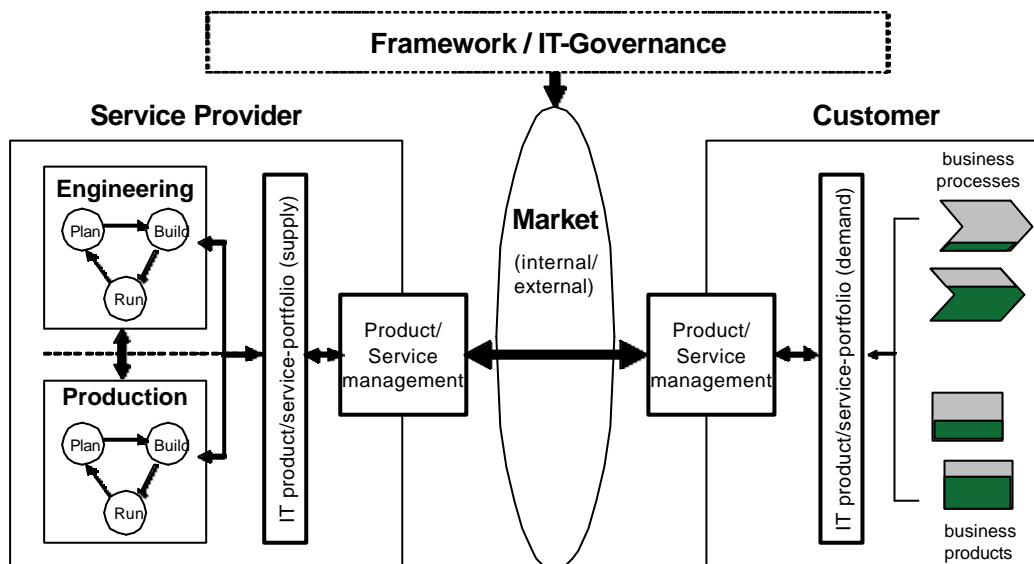 Framework / IT-Governance
Service Provider
Customer
Engineering
Plan
Build
Run
Production
Plan
Build
Run
IT product/service-portfolio (supply)
Product/
Service
management
Market
(internal/
external)
Product/
Service
management
IT product/service-portfolio (demand)
business
processes
business
products